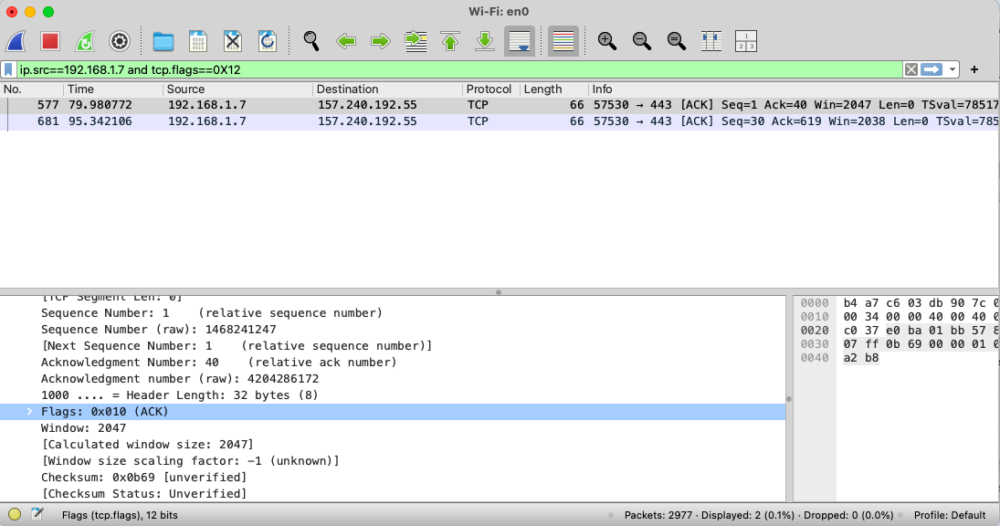 Wi-Fi: en0
ip.src==192.168.1.7 and tcp.flags==0X12
No. Time Source Destination Protocol Length Info
577 79.980772 192.168.1.7 157.240.192.55 TCP 66 57530 → 443 [ACK] Seq=1 Ack=40 Win=2047 Len=0 TSval=78517
681 95.342106 192.168.1.7 157.240.192.55 TCP 66 57530 → 443 [ACK] Seq=30 Ack=619 Win=2038 Len=0 TSval=785
[TCP Segment Len: 0]
Sequence Number: 1 (relative sequence number)
Sequence Number (raw): 1468241247
[Next Sequence Number: 1 (relative sequence number)]
Acknowledgment Number: 40 (relative ack number)
Acknowledgment number (raw): 4204286172
1000 .... = Header Length: 32 bytes (8)
Flags: 0x010 (ACK)
Window: 2047
[Calculated window size: 2047]
[Window size scaling factor: -1 (unknown)]
Checksum: 0x0b69 [unverified]
[Checksum Status: Unverified]
0000 b4 a7 c6 03 db 90 7c 0
0010 00 34 00 00 40 00 40 0
0020 c0 37 e0 ba 01 bb 57 8
0030 07 ff 0b 69 00 00 01 0
0040 a2 b8
Flags (tcp.flags), 12 bits
Packets: 2977 · Displayed: 2 (0.1%) · Dropped: 0 (0.0%)
Profile: Default